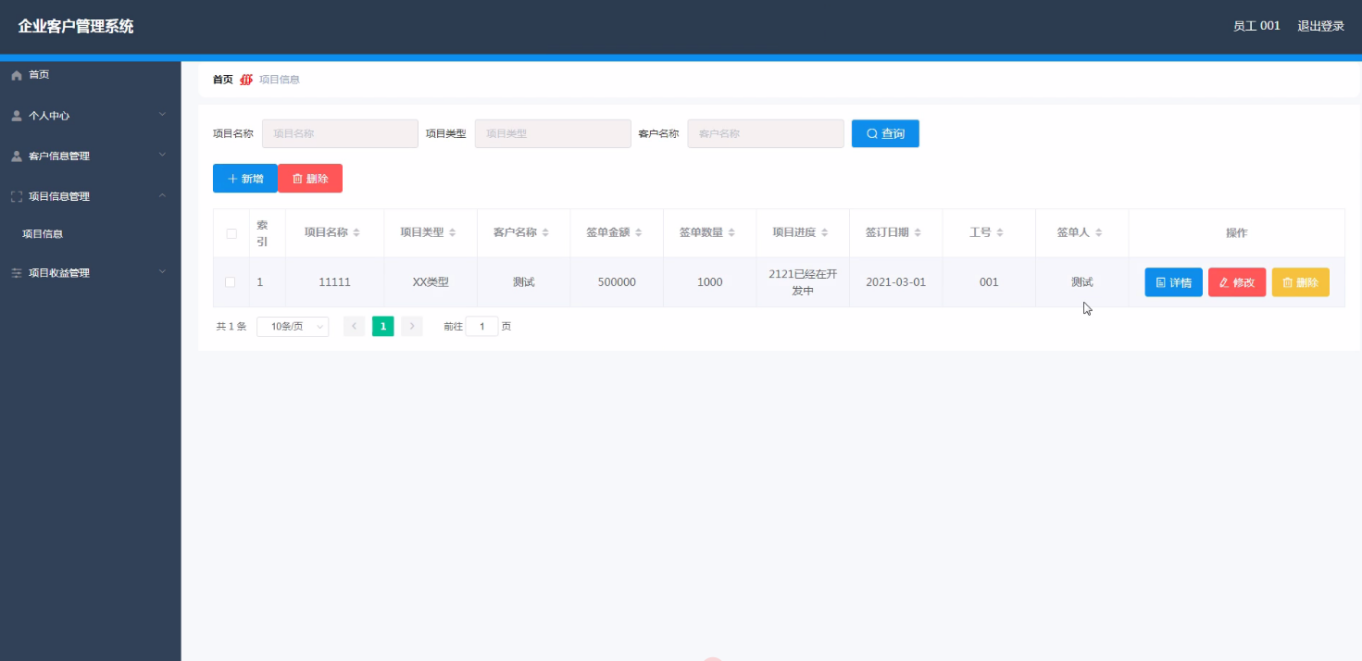 企业客户管理系统
员工 001 退出登录
首页
个人中心
客户信息管理
项目信息管理
项目信息
项目收益管理
首页 项目信息
项目名称 项目名称 项目类型 项目类型 客户名称 客户名称 查询
新增 删除
索引 项目名称 项目类型 客户名称 签单金额 签单数量 项目进度 签订日期 工号 签单人 操作
1 11111 XX类型 测试 500000 1000 2121已经在开发中 2021-03-01 001 测试 详情 修改 删除
共 1 条 10条/页 1 前往 1 页